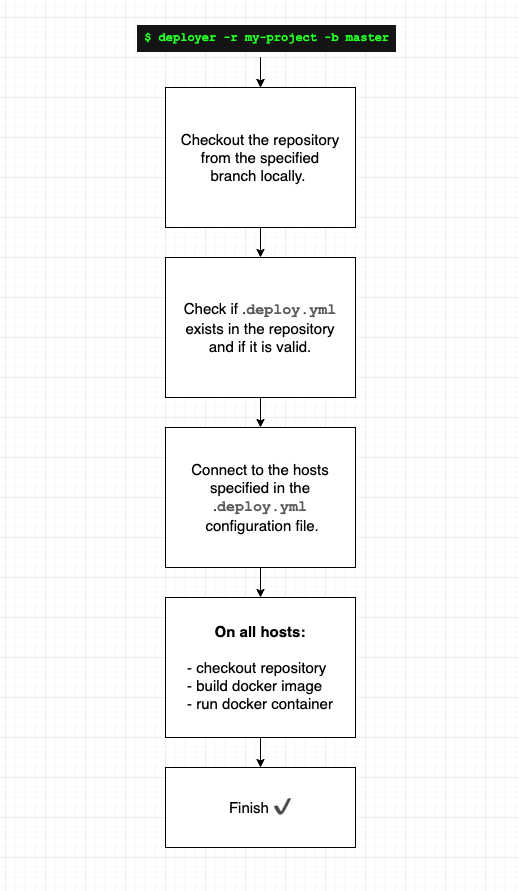 $ deployer -r my-project -b master
Checkout the repository
from the specified
branch locally.
Check if .deploy.yml
exists in the repository
and if it is valid.
Connect to the hosts
specified in the
.deploy.yml
configuration file.
On all hosts:
- checkout repository
- build docker image
- run docker container
Finish ✔